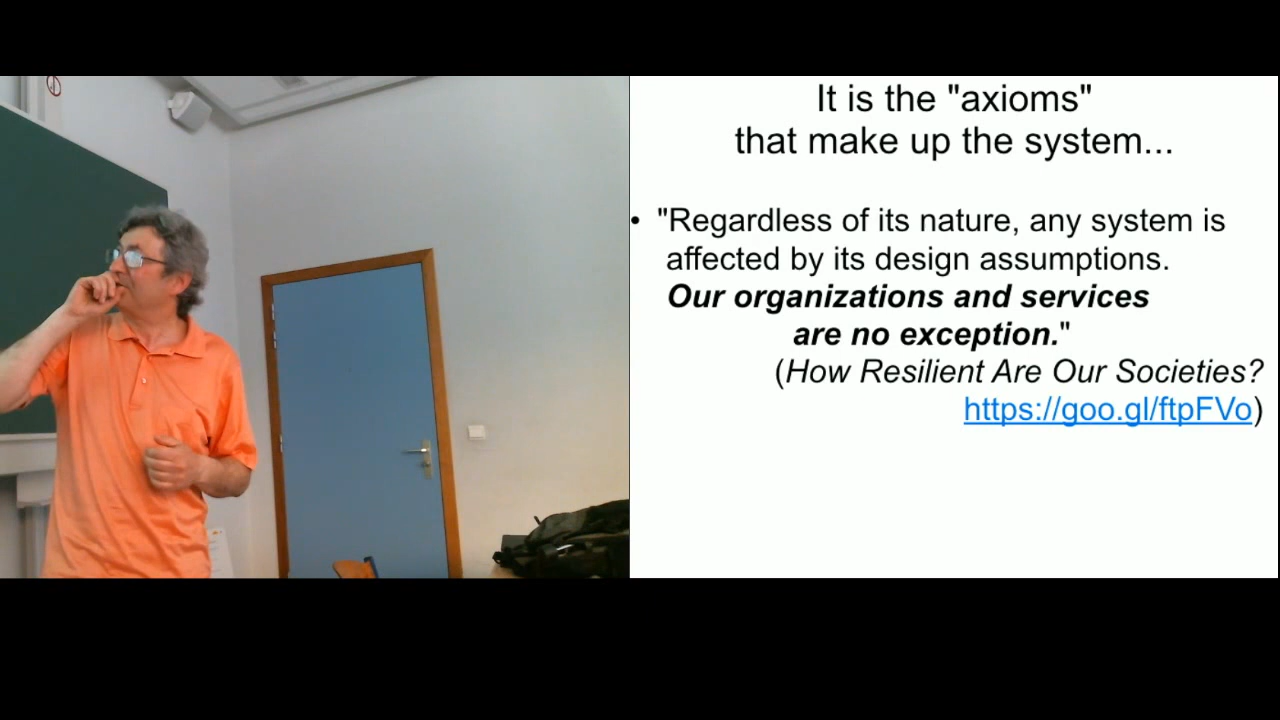 It is the "axioms"
that make up the system...
• "Regardless of its nature, any system is
affected by its design assumptions.
Our organizations and services
are no exception."
(How Resilient Are Our Societies?
https://goo.gl/ftpFVo)